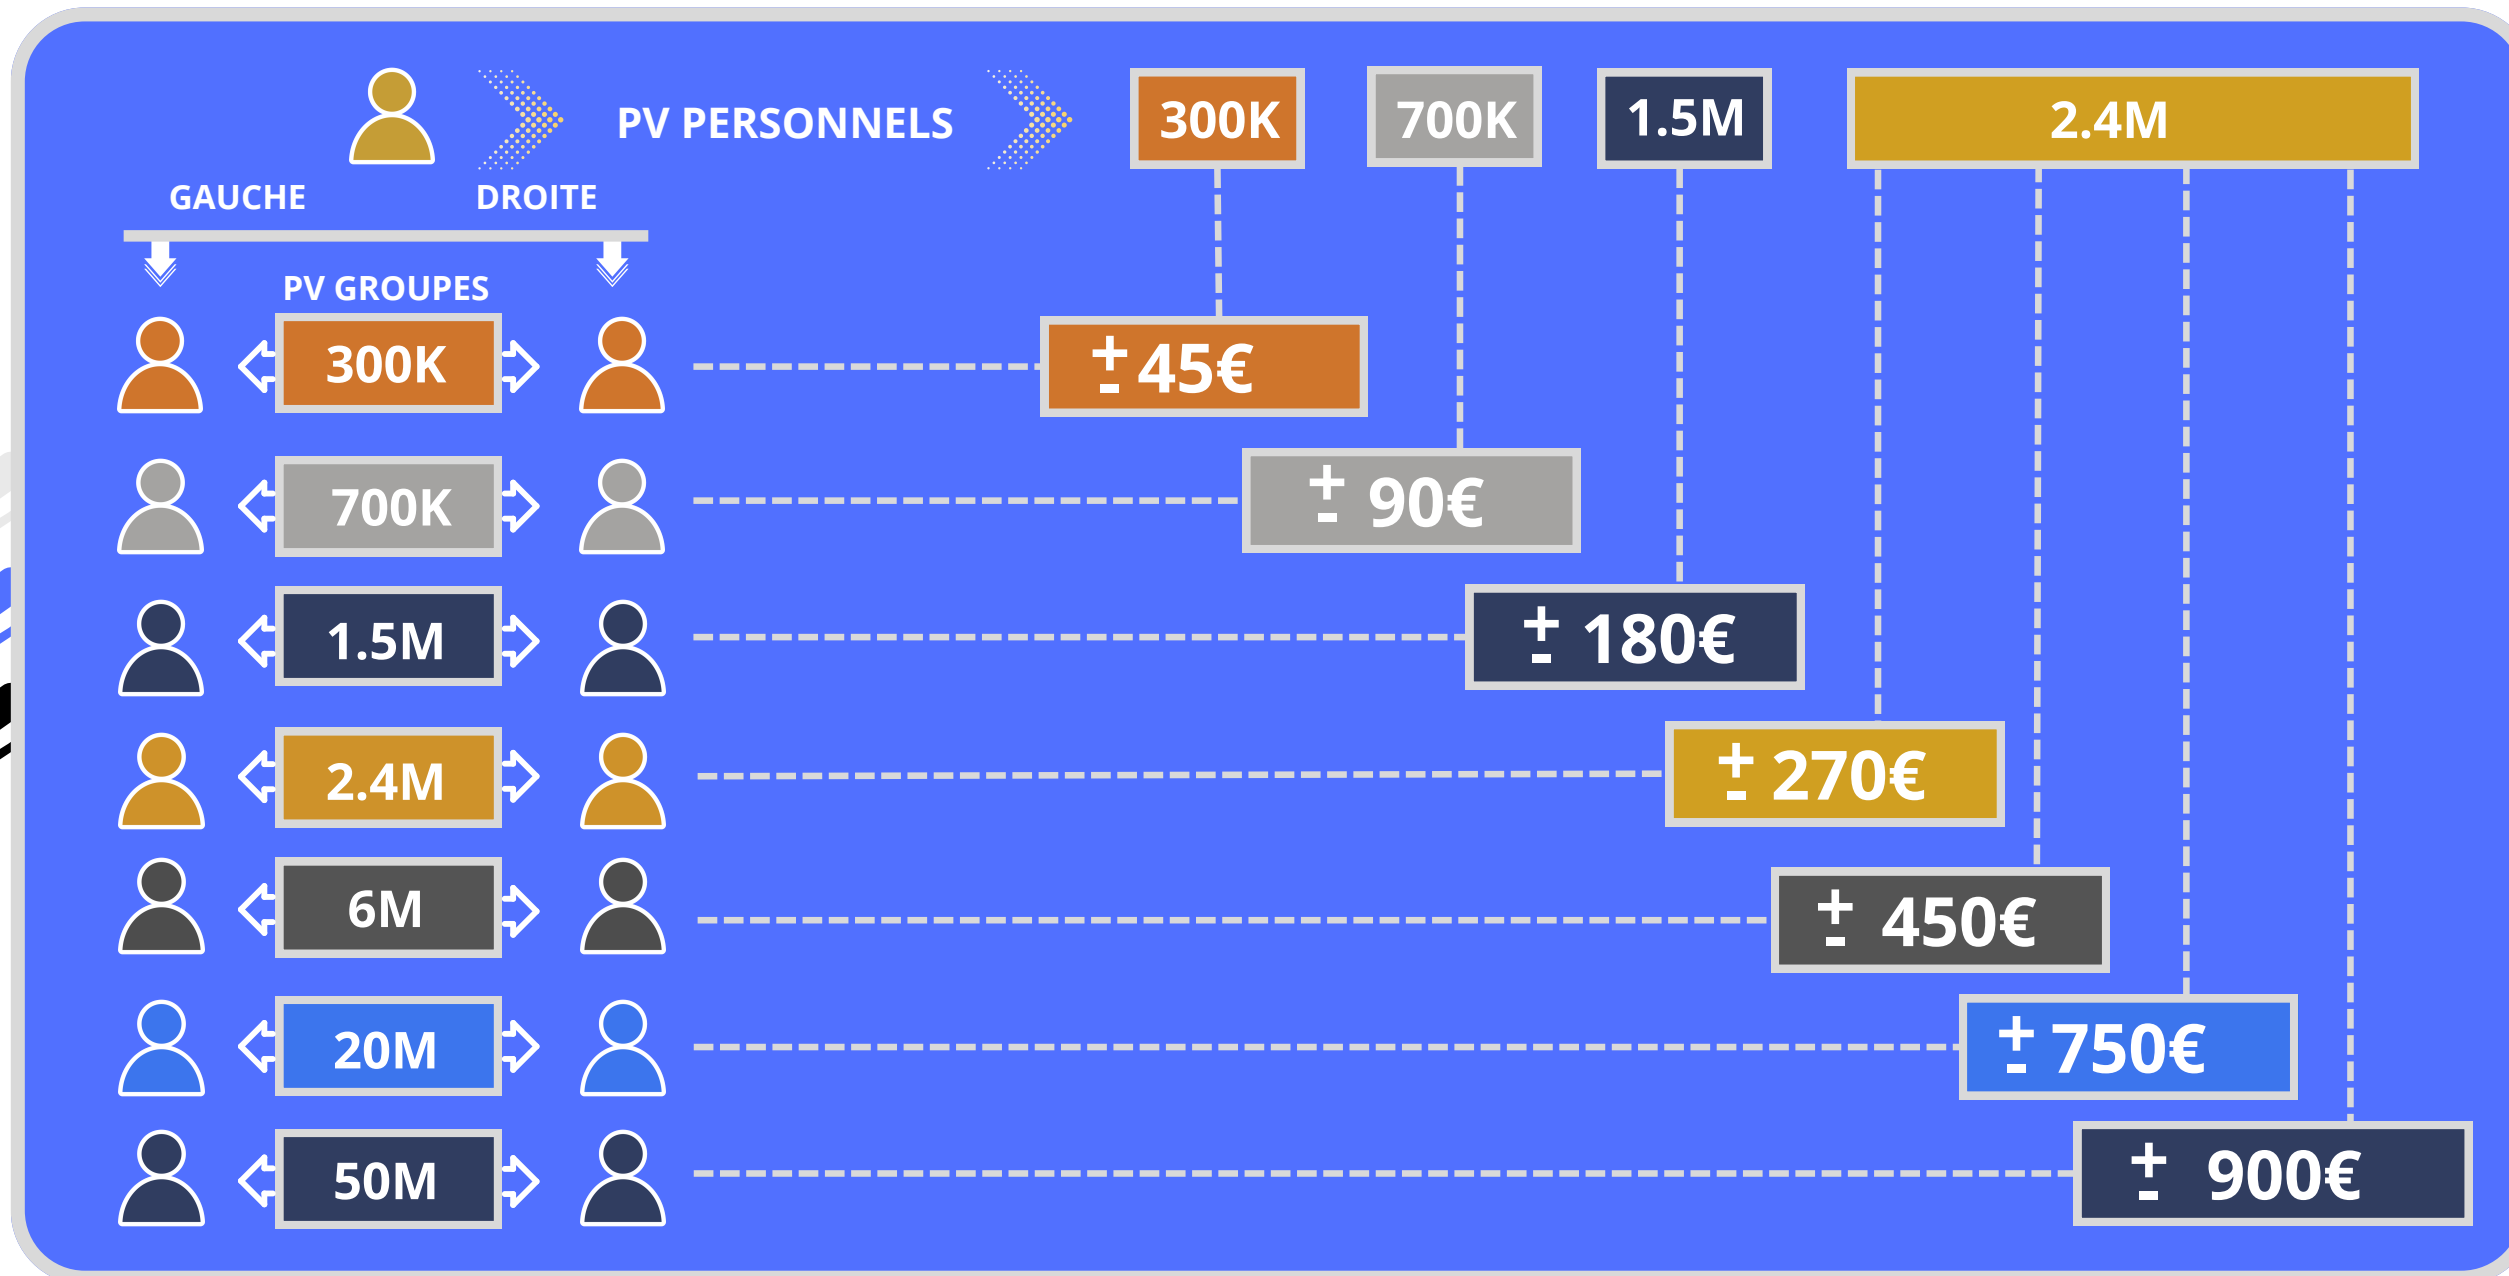 PV PERSONNELS
300K
700K
1.5M
2.4M
GAUCHE
DROITE
PV GROUPES
300K
± 45€
700K
± 90€
1.5M
± 180€
2.4M
± 270€
6M
± 450€
20M
± 750€
50M
± 900€